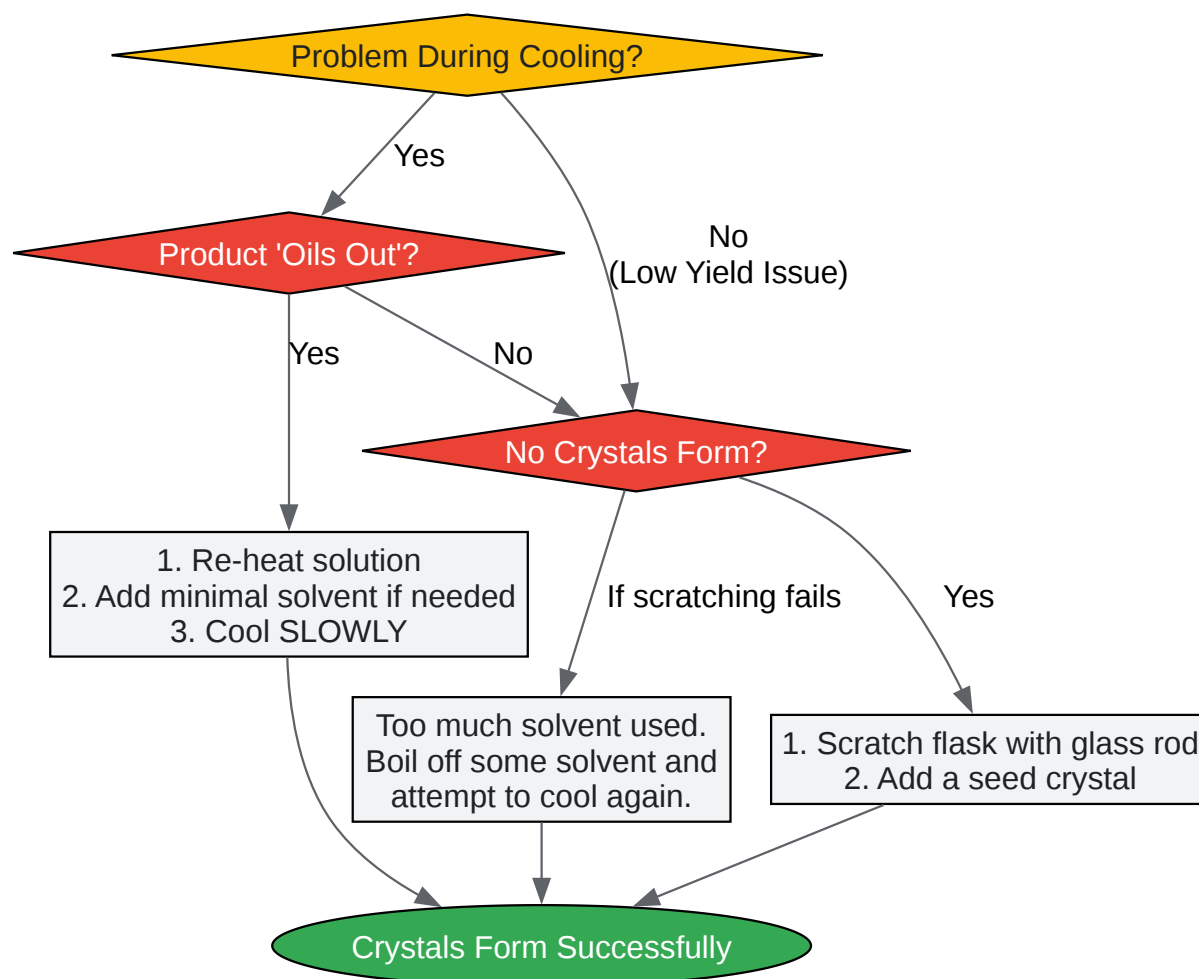 Problem During Cooling?
Yes
No
(Low Yield Issue)
Product 'Oils Out'?
Yes
No
No Crystals Form?
1. Re-heat solution
2. Add minimal solvent if needed
3. Cool SLOWLY
If scratching fails
Yes
Too much solvent used.
Boil off some solvent and
attempt to cool again.
1. Scratch flask with glass rod
2. Add a seed crystal
Crystals Form Successfully